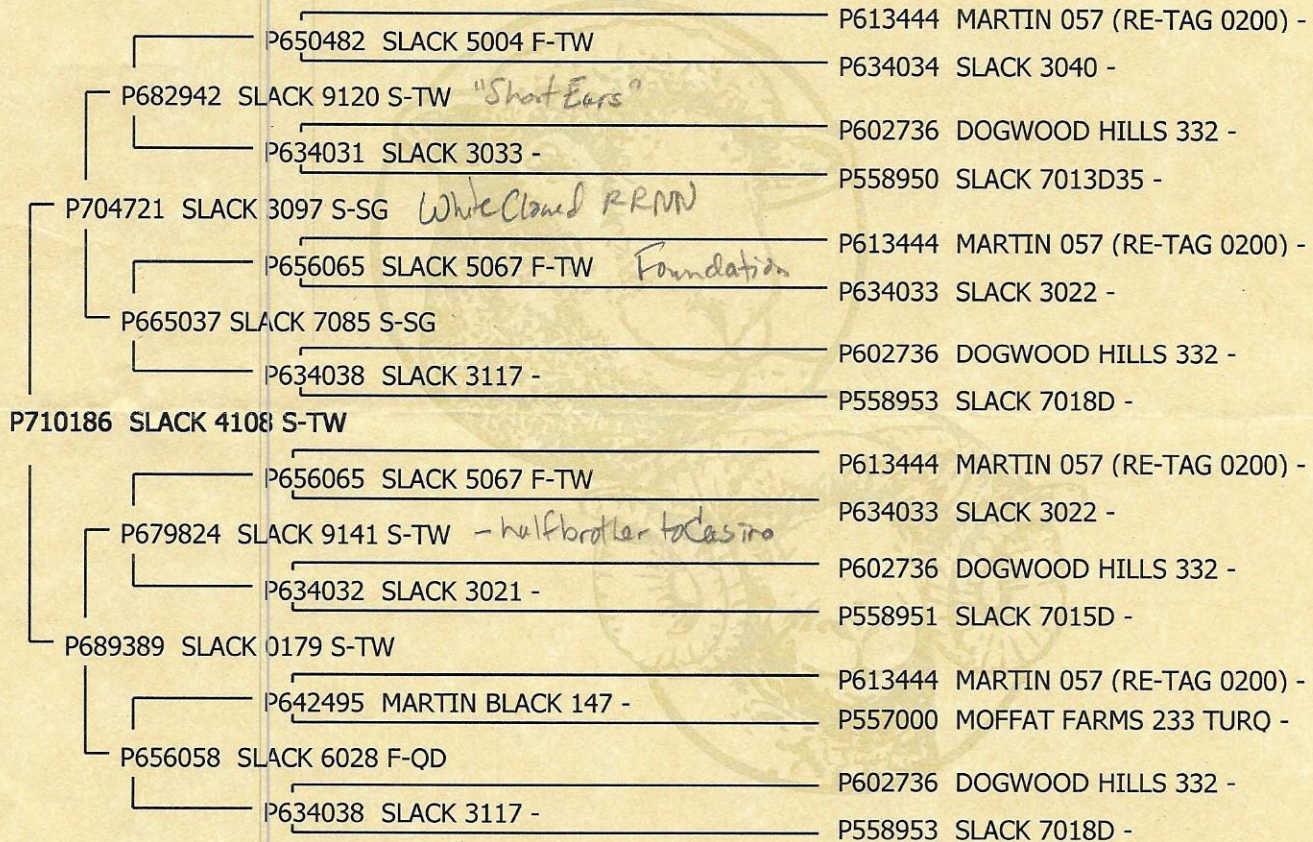 P613444 MARTIN 057 (RE-TAG 0200) -
P650482 SLACK 5004 F-TW
P634034 SLACK 3040 -
P682942 SLACK 9120 S-TW "Short Ears"
P602736 DOGWOOD HILLS 332 -
P634031 SLACK 3033 -
P558950 SLACK 7013D35 -
P704721 SLACK 3097 S-SG White Clawed RRNN
P613444 MARTIN 057 (RE-TAG 0200) -
P656065 SLACK 5067 F-TW Foundation
P634033 SLACK 3022 -
P665037 SLACK 7085 S-SG
P602736 DOGWOOD HILLS 332 -
P634038 SLACK 3117 -
P558953 SLACK 7018D -
P710186 SLACK 4108 S-TW
P613444 MARTIN 057 (RE-TAG 0200) -
P656065 SLACK 5067 F-TW
P634033 SLACK 3022 -
P679824 SLACK 9141 S-TW - half brother to Casino
P602736 DOGWOOD HILLS 332 -
P634032 SLACK 3021 -
P558951 SLACK 7015D -
P689389 SLACK 0179 S-TW
P613444 MARTIN 057 (RE-TAG 0200) -
P642495 MARTIN BLACK 147 -
P557000 MOFFAT FARMS 233 TURQ -
P656058 SLACK 6028 F-QD
P602736 DOGWOOD HILLS 332 -
P634038 SLACK 3117 -
P558953 SLACK 7018D -